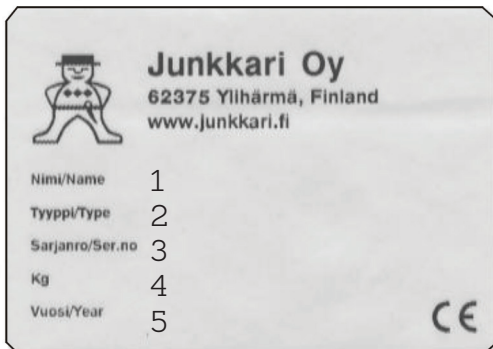 Junkkari Oy
62375 Ylihärmä, Finland
www.junkkari.fi
Nimi/Name 1
Tyyppi/Type 2
Sarjanro/Ser.no 3
Kg 4
Vuosi/Year 5
CE